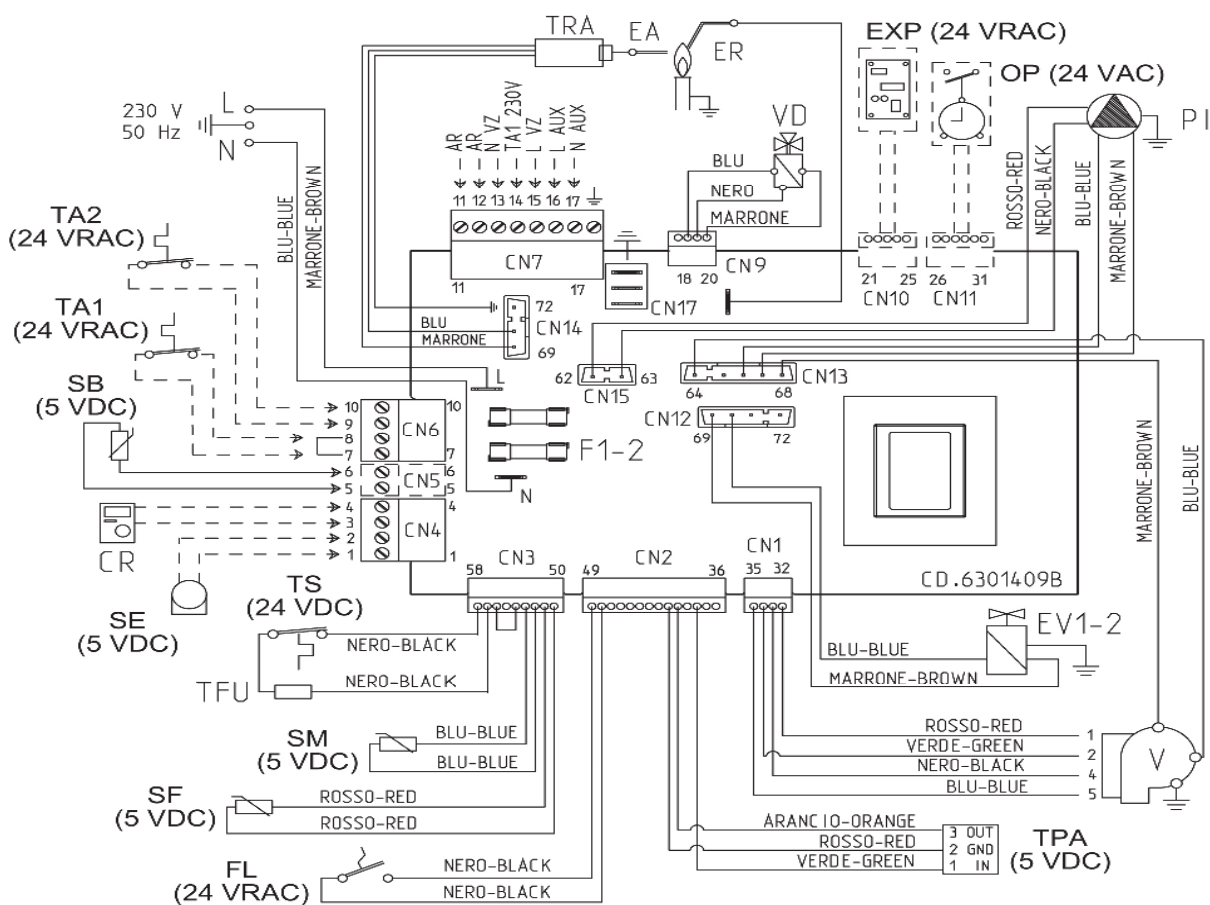 TRA
EA
ER
EXP (24 VRAC)
OP (24 VAC)
PI
230 V
50 Hz
L
N
AR
AR
N VZ
TA1 230V
L VZ
L AUX
N AUX
11 12 13 14 15 16 17
CN7
11 17
VD
BLU
NERO
MARRONE
18 20
CN9
CN17
21 25
CN10
26 31
CN11
ROSSO-RED
NERO-BLACK
BLU-BLUE
MARRONE-BROWN
BLU-BLUE
MARRONE-BROWN
TA2
(24 VRAC)
TA1
(24 VRAC)
SB
(5 VDC)
CR
SE
(5 VDC)
BLU
MARRONE
72
CN14
69
L
62 63
CN15
64 68
CN13
CN12
69 72
F1-2
N
10
9
8
7
6
5
4
3
2
1
10
CN6
7
6
CN5
5
4
CN4
1
MARRONE-BROWN
BLU-BLUE
58 CN3 50
49 CN2 36
CN1
35 32
CD.6301409B
TS
(24 VDC)
NERO-BLACK
TFU
NERO-BLACK
EV1-2
BLU-BLUE
MARRONE-BROWN
SM
(5 VDC)
BLU-BLUE
BLU-BLUE
SF
(5 VDC)
ROSSO-RED
ROSSO-RED
FL
(24 VRAC)
NERO-BLACK
NERO-BLACK
ROSSO-RED 1
VERDE-GREEN 2
NERO-BLACK 4
BLU-BLUE 5
V
ARANCIO-ORANGE 3 OUT
ROSSO-RED 2 GND
VERDE-GREEN 1 IN
TPA
(5 VDC)